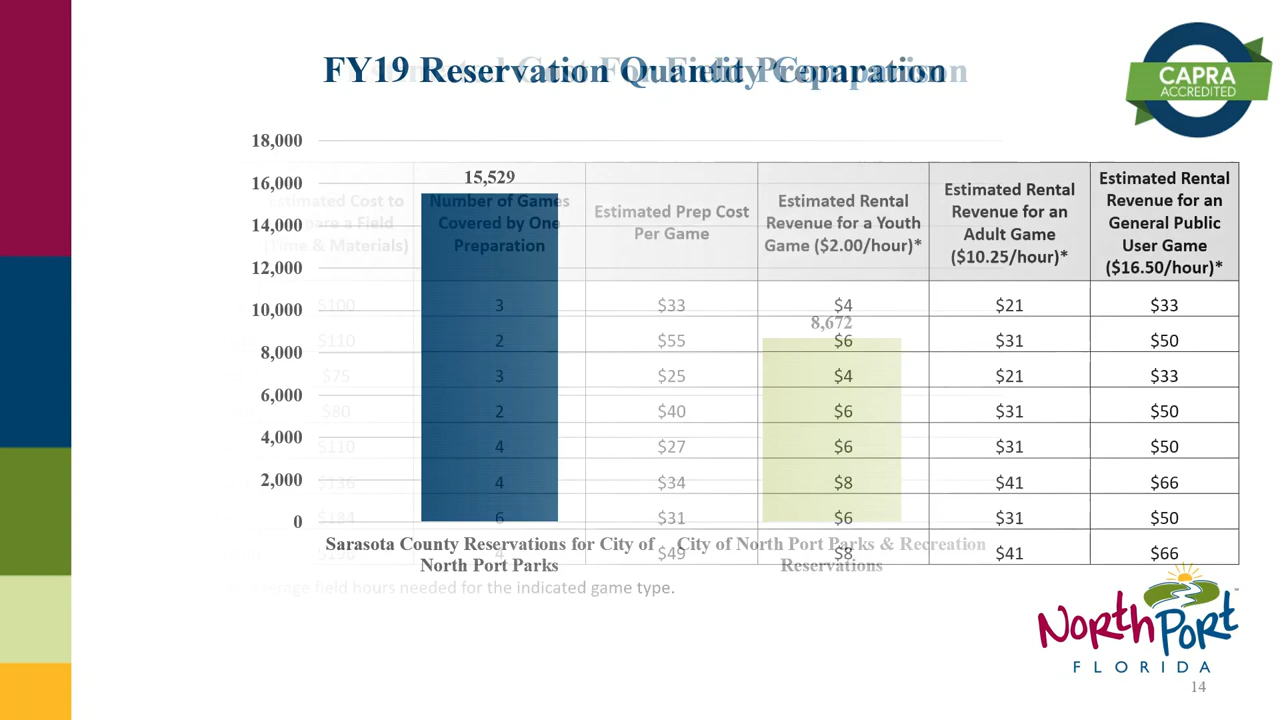 FY19 Reservation Quantity Comparison
Estimated Cost For Field Preparation
CAPRA
ACCREDITED
18,000
16,000
14,000
12,000
10,000
8,000
6,000
4,000
2,000
0
15,529
8,672
Sarasota County Reservations for City of
North Port Parks
City of North Port Parks & Recreation
Reservations
Estimated Cost to
Prepare a Field
(Time & Materials)
Number of Games
Covered by One
Preparation
Estimated Prep Cost
Per Game
Estimated Rental
Revenue for a Youth
Game ($2.00/hour)*
Estimated Rental
Revenue for an
Adult Game
($10.25/hour)*
Estimated Rental
Revenue for an
General Public
User Game
($16.50/hour)*
$100 3 $33 $4 $21 $33
$110 2 $55 $6 $31 $50
$75 3 $25 $4 $21 $33
$80 2 $40 $6 $31 $50
$110 4 $27 $6 $31 $50
$136 4 $34 $8 $41 $66
$184 6 $31 $6 $31 $50
4 $49 $8 $41 $66
average field hours needed for the indicated game type.
North Port
FLORIDA
14